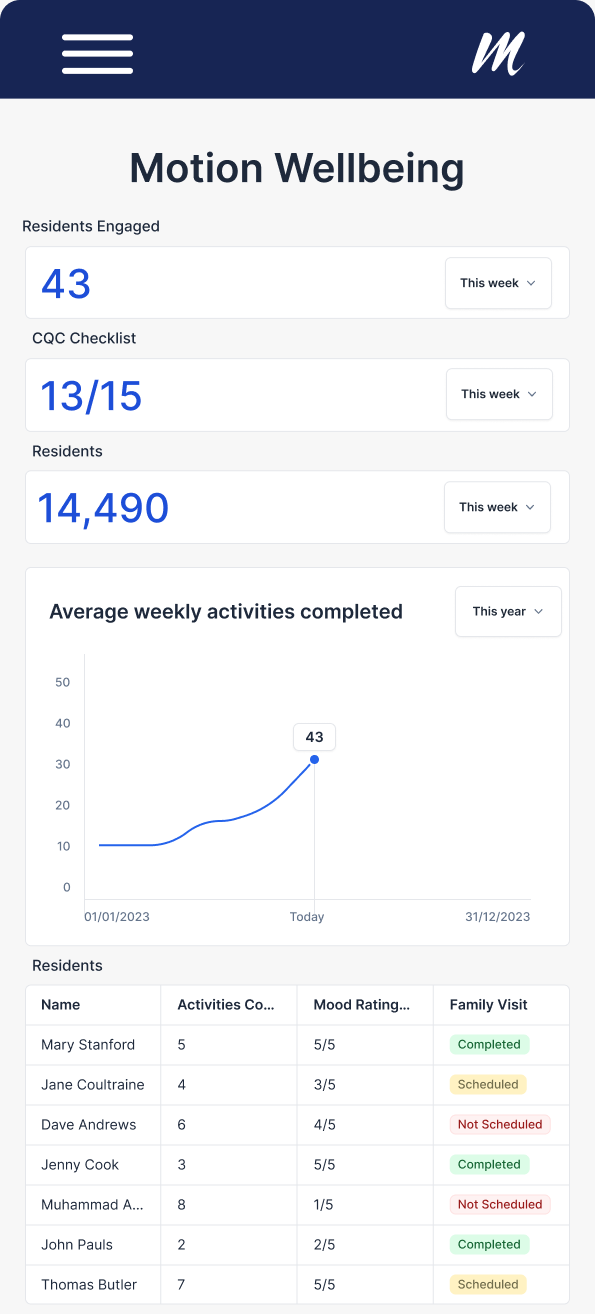 m
Motion Wellbeing
Residents Engaged
43
This week
CQC Checklist
13/15
This week
Residents
14,490
This week
Average weekly activities completed
This year
50
40
43
30
20
10
0
01/01/2023 Today 31/12/2023
Residents
Name Activities Co... Mood Rating... Family Visit
Mary Stanford 5 5/5 Completed
Jane Coultraine 4 3/5 Scheduled
Dave Andrews 6 4/5 Not Scheduled
Jenny Cook 3 5/5 Completed
Muhammad A... 8 1/5 Not Scheduled
John Pauls 2 2/5 Completed
Thomas Butler 7 5/5 Scheduled